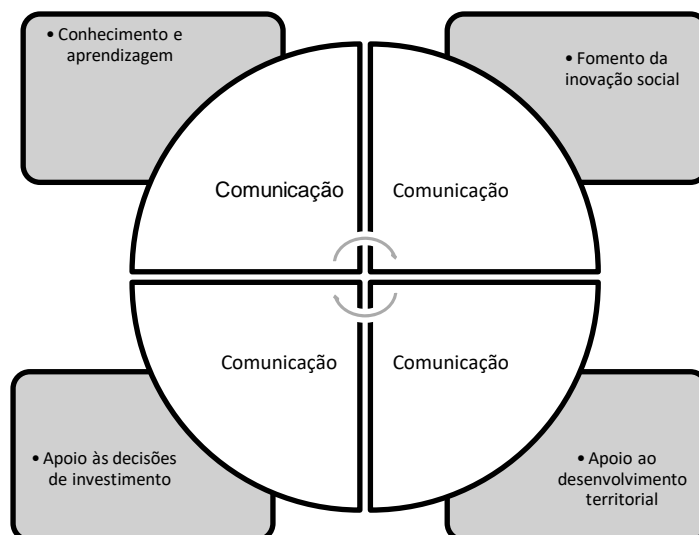 • Conhecimento e
aprendizagem
• Fomento da
inovação social
Comunicação
Comunicação
Comunicação
Comunicação
• Apoio às decisões
de investimento
• Apoio ao
desenvolvimento
territorial